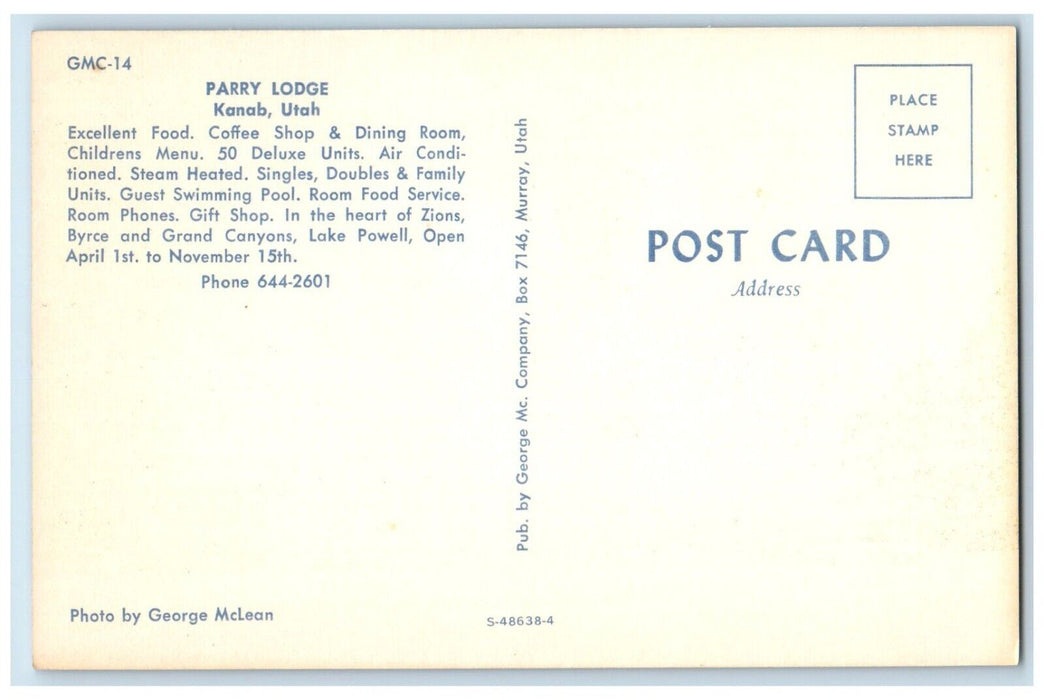 GMC-14
PARRY LODGE
Kanab, Utah
Excellent Food. Coffee Shop & Dining Room,
Childrens Menu. 50 Deluxe Units. Air Condi-
tioned. Steam Heated. Singles, Doubles & Family
Units. Guest Swimming Pool. Room Food Service.
Room Phones. Gift Shop. In the heart of Zions,
Byrce and Grand Canyons, Lake Powell, Open
April 1st. to November 15th.
Phone 644-2601
Photo by George McLean
Pub. by George Mc. Company, Box 7146, Murray, Utah
S-48638-4
PLACE
STAMP
HERE
POST CARD
Address